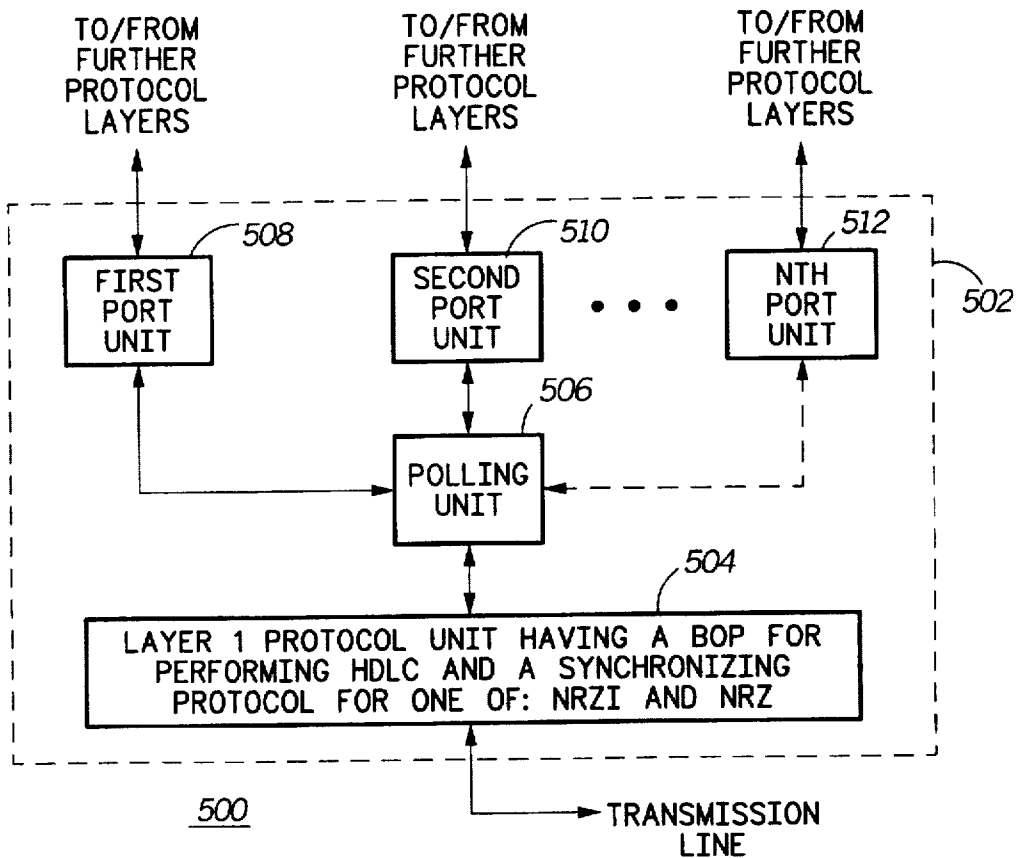 TO/FROM
FURTHER
PROTOCOL
LAYERS
TO/FROM
FURTHER
PROTOCOL
LAYERS
TO/FROM
FURTHER
PROTOCOL
LAYERS
508
510
512
502
FIRST
PORT
UNIT
SECOND
PORT
UNIT
NTH
PORT
UNIT
506
POLLING
UNIT
504
LAYER 1 PROTOCOL UNIT HAVING A BOP FOR
PERFORMING HDLC AND A SYNCHRONIZING
PROTOCOL FOR ONE OF: NRZI AND NRZ
500
TRANSMISSION
LINE